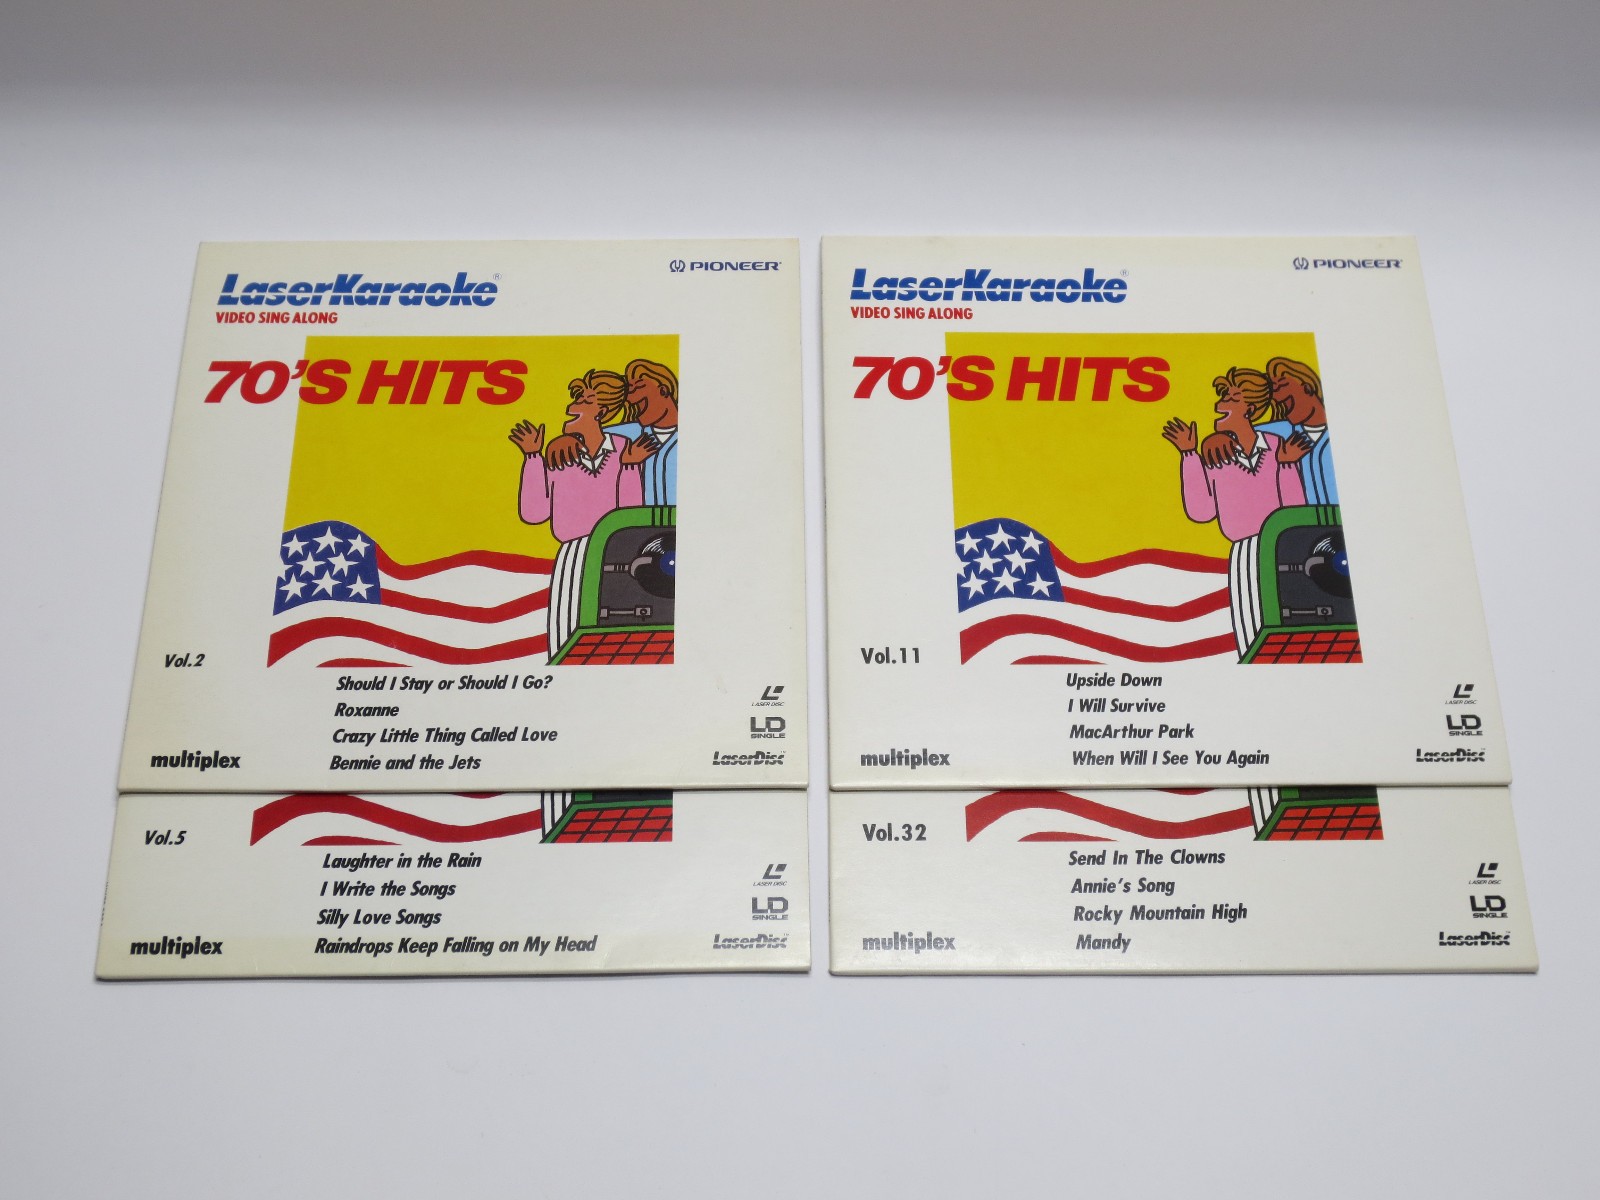 LaserKaraoke®
PIONEER
VIDEO SING ALONG
70'S HITS
Vol.2
Should I Stay or Should I Go?
Roxanne
Crazy Little Thing Called Love
Bennie and the Jets
multiplex
LASER DISC
LD
SINGLE
LaserDisc
Vol.5
Laughter in the Rain
I Write the Songs
Silly Love Songs
Raindrops Keep Falling on My Head
multiplex
LASER DISC
LD
SINGLE
LaserDisc
LaserKaraoke®
PIONEER
VIDEO SING ALONG
70'S HITS
Vol.11
Upside Down
I Will Survive
MacArthur Park
When Will I See You Again
multiplex
LASER DISC
LD
SINGLE
LaserDisc
Vol.32
Send In The Clowns
Annie's Song
Rocky Mountain High
Mandy
multiplex
LASER DISC
LD
SINGLE
LaserDisc